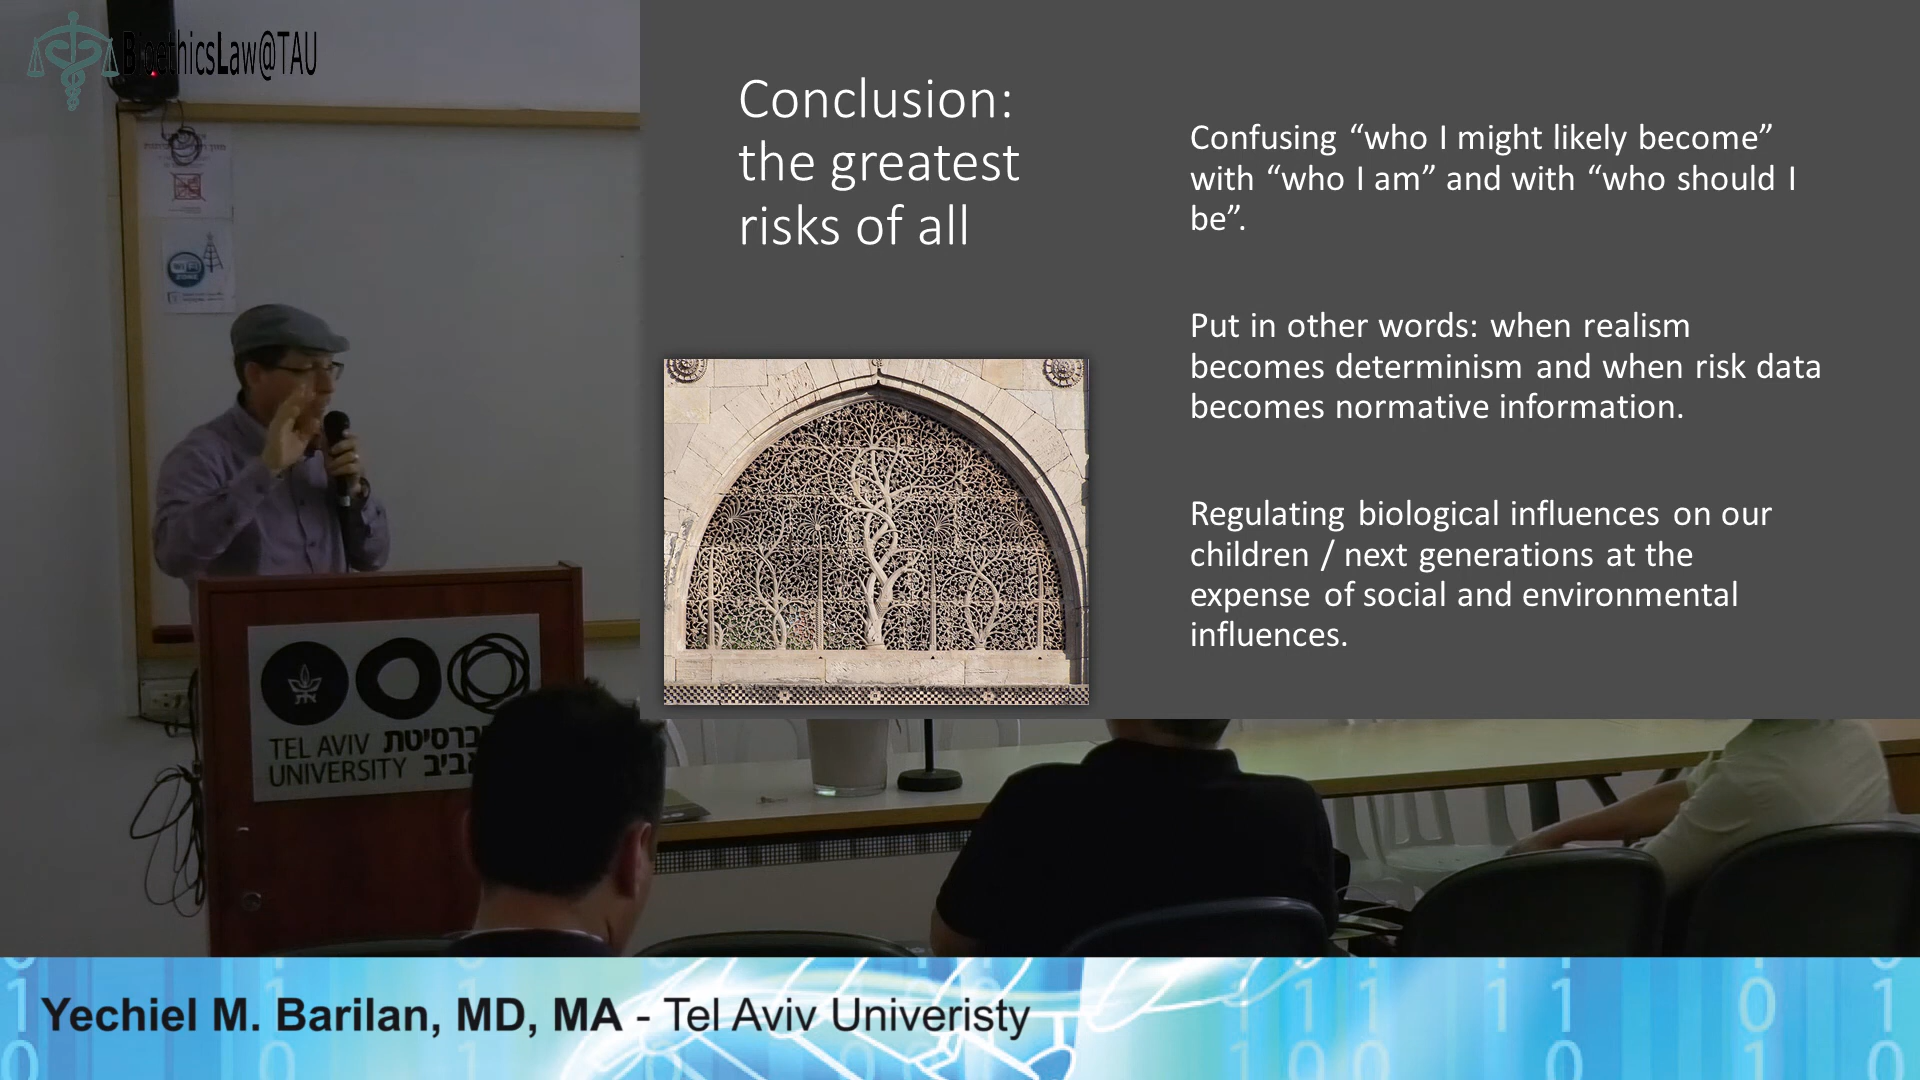 BioethicsLaw@TAU
Conclusion:
the greatest
risks of all
Confusing “who I might likely become”
with “who I am” and with “who should I
be”.
Put in other words: when realism
becomes determinism and when risk data
becomes normative information.
Regulating biological influences on our
children / next generations at the
expense of social and environmental
influences.
TEL AVIV
UNIVERSITY
Yechiel M. Barilan, MD, MA - Tel Aviv Univeristy